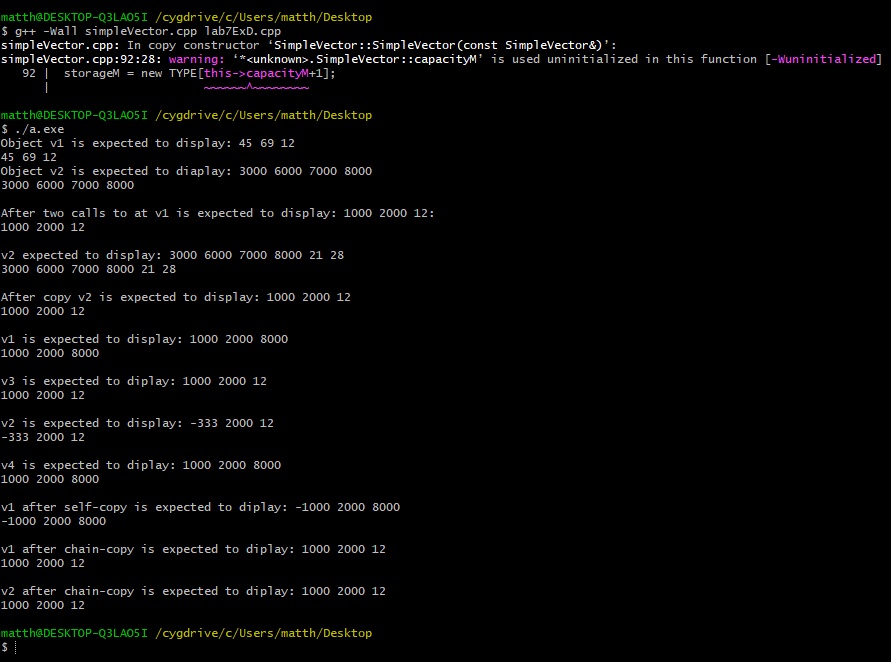 matth@DESKTOP-Q3LAO5I /cygdrive/c/Users/matth/Desktop
$ g++ -Wall simpleVector.cpp lab7ExD.cpp
simpleVector.cpp: In copy constructor ‘SimpleVector::SimpleVector(const SimpleVector&)’:
simpleVector.cpp:92:28: warning: ‘*<unknown>.SimpleVector::capacityM’ is used uninitialized in this function [-Wuninitialized]
   92 |  storageM = new TYPE[this->capacityM+1];
      |                      ~~~~~~^~~~~~~~~
matth@DESKTOP-Q3LAO5I /cygdrive/c/Users/matth/Desktop
$ ./a.exe
Object v1 is expected to display: 45 69 12
45 69 12
Object v2 is expected to diaplay: 3000 6000 7000 8000
3000 6000 7000 8000
After two calls to at v1 is expected to display: 1000 2000 12:
1000 2000 12
v2 expected to display: 3000 6000 7000 8000 21 28
3000 6000 7000 8000 21 28
After copy v2 is expected to display: 1000 2000 12
1000 2000 12
v1 is expected to display: 1000 2000 8000
1000 2000 8000
v3 is expected to diplay: 1000 2000 12
1000 2000 12
v2 is expected to display: -333 2000 12
-333 2000 12
v4 is expected to diplay: 1000 2000 8000
1000 2000 8000
v1 after self-copy is expected to diplay: -1000 2000 8000
-1000 2000 8000
v1 after chain-copy is expected to diplay: 1000 2000 12
1000 2000 12
v2 after chain-copy is expected to diplay: 1000 2000 12
1000 2000 12
matth@DESKTOP-Q3LAO5I /cygdrive/c/Users/matth/Desktop
$